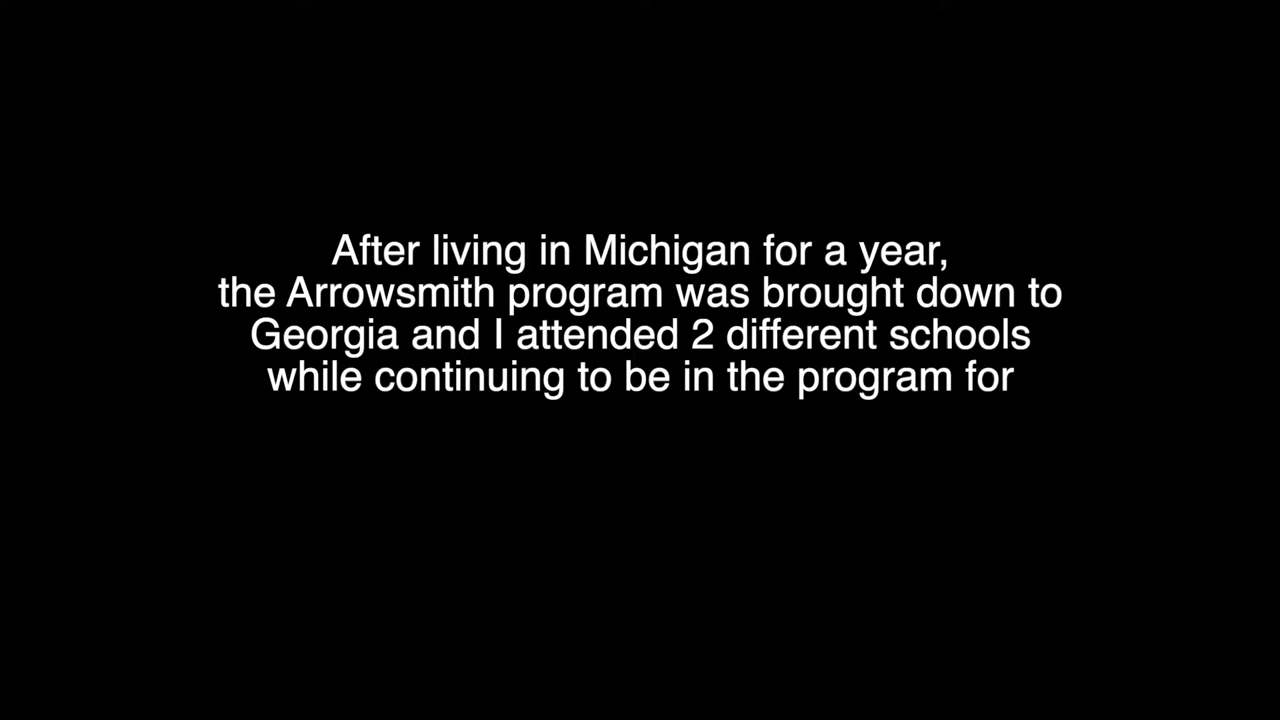 After living in Michigan for a year,
the Arrowsmith program was brought down to
Georgia and I attended 2 different schools
while continuing to be in the program for